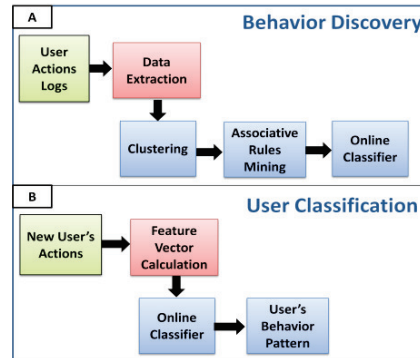 A
Behavior Discovery
User
Actions
Logs
Data
Extraction
Clustering
Associative
Rules
Mining
Online
Classifier
B
User Classification
New User's
Actions
Feature
Vector
Calculation
Online
Classifier
User's
Behavior
Pattern